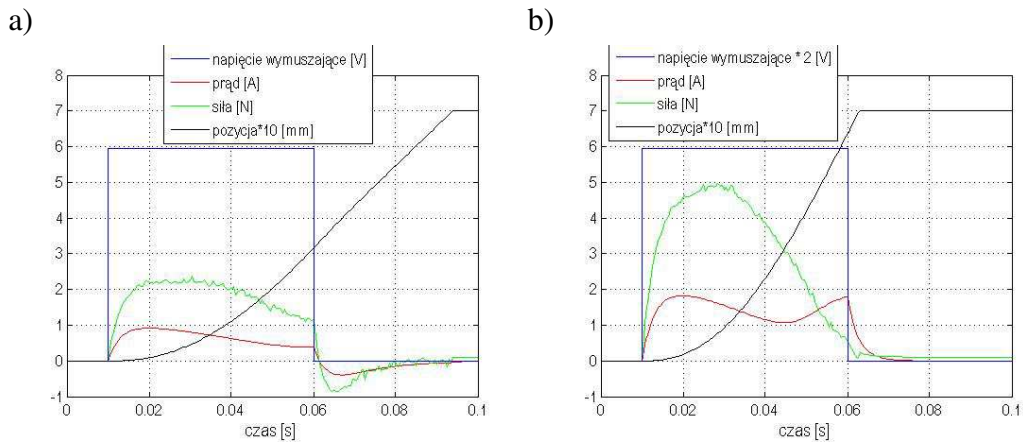 a)
napięcie wymuszające [V]
prąd [A]
siła [N]
pozycja*10 [mm]
8
7
6
5
4
3
2
1
0
-1
0
0.02
0.04
0.06
0.08
0.1
czas [s]
b)
napięcie wymuszające * 2 [V]
prąd [A]
siła [N]
pozycja*10 [mm]
8
7
6
5
4
3
2
1
0
-1
0
0.02
0.04
0.06
0.08
0.1
czas [s]